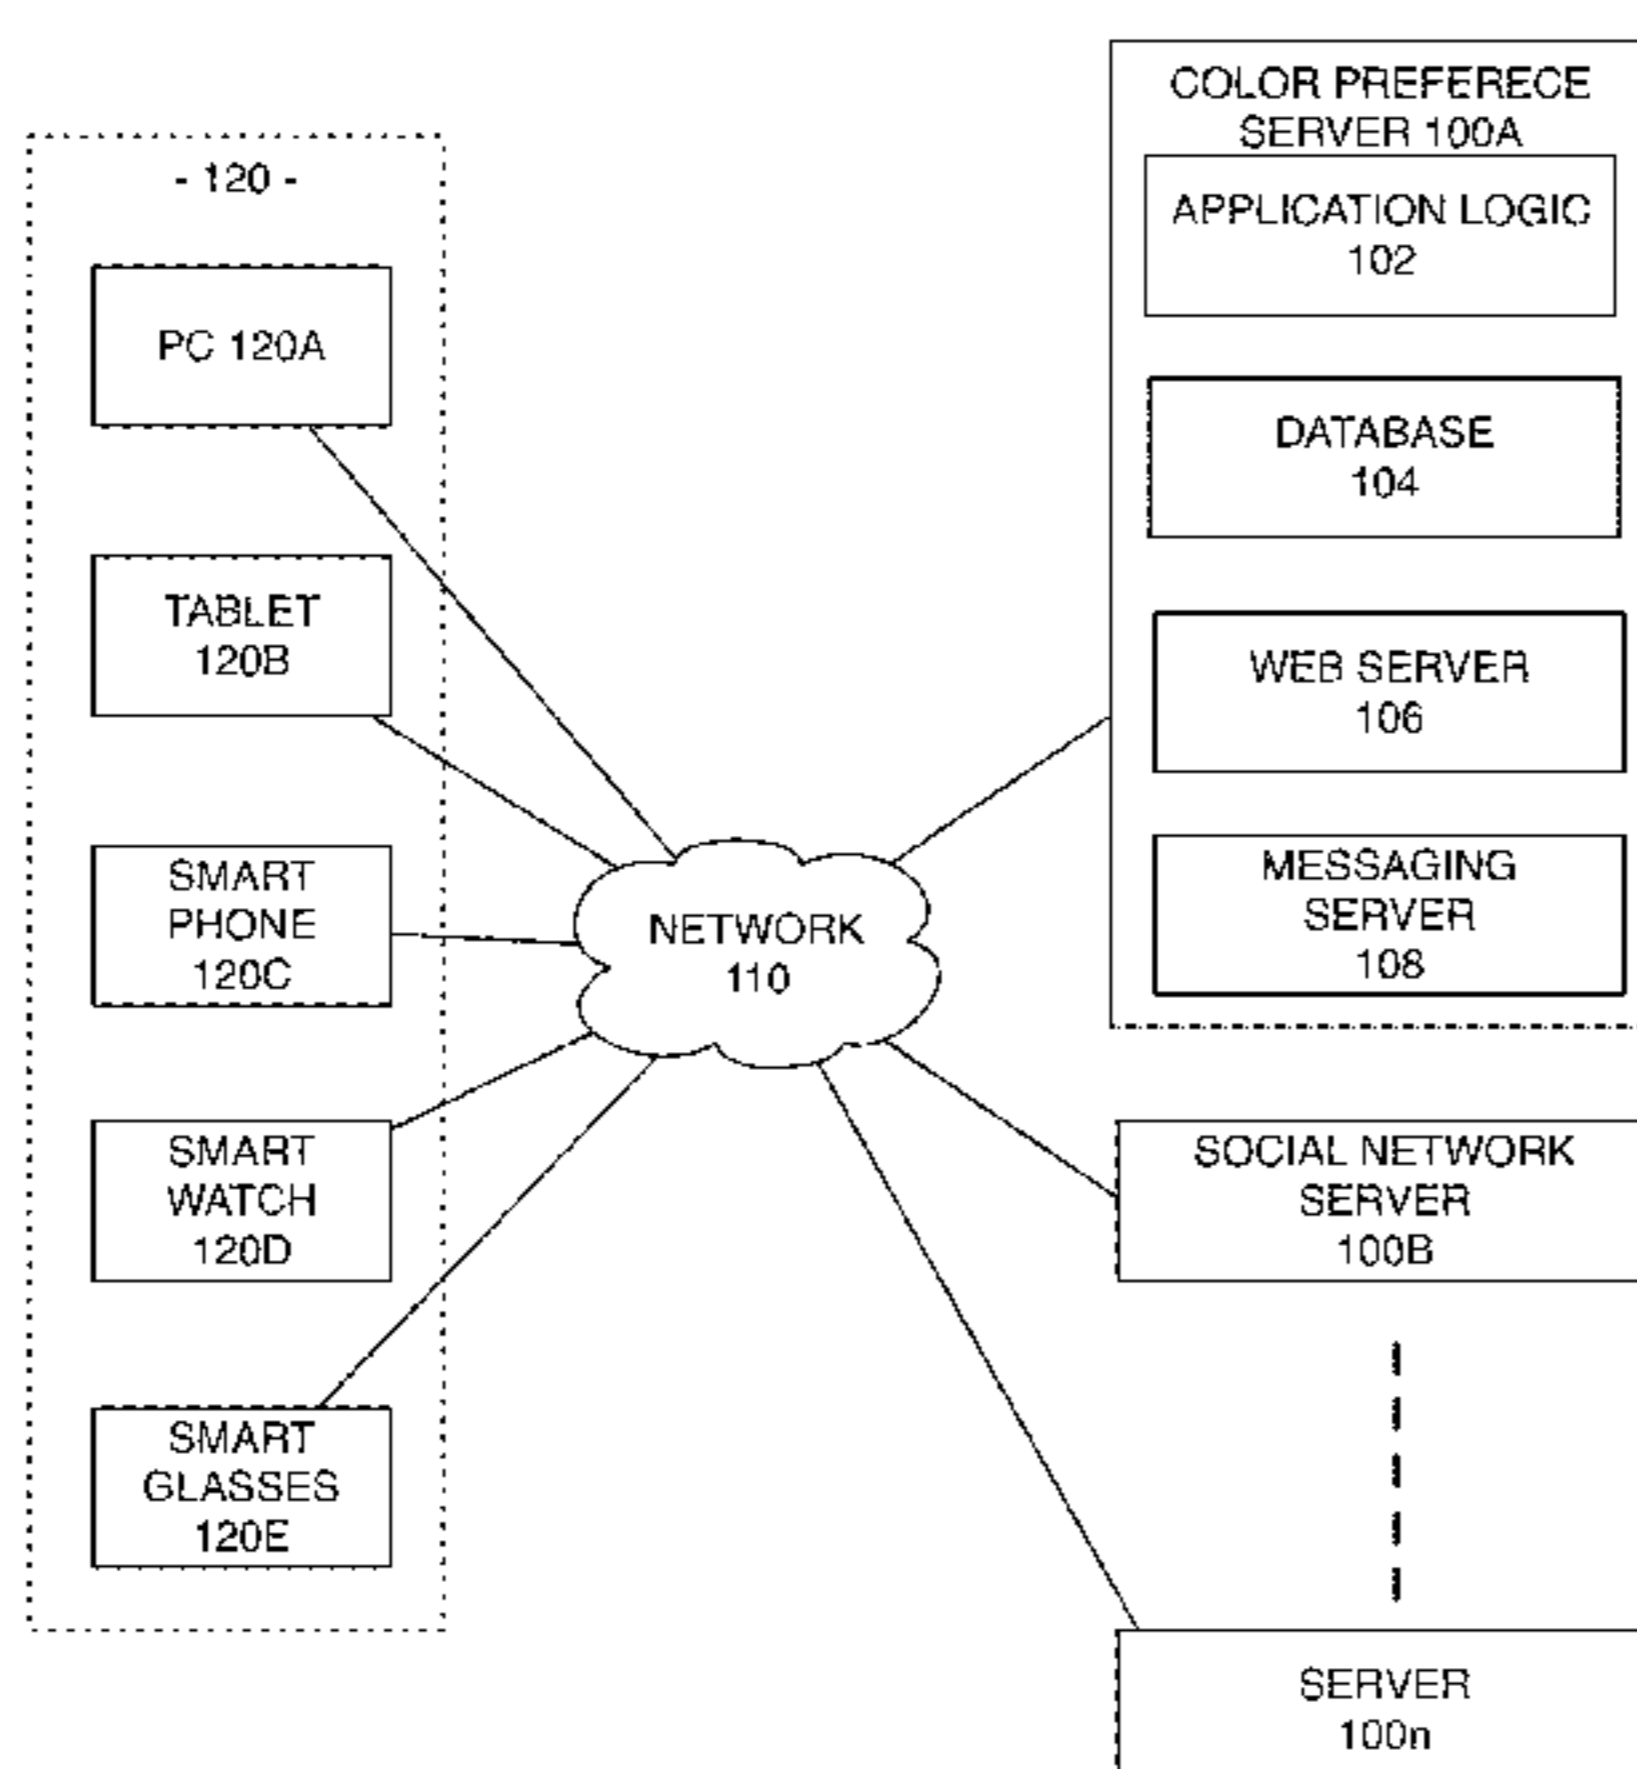 - 120 -
PC 120A
TABLET
120B
SMART
PHONE
120C
SMART
WATCH
120D
SMART
GLASSES
120E
NETWORK
110
COLOR PREFERECE
SERVER 100A
APPLICATION LOGIC
102
DATABASE
104
WEB SERVER
106
MESSAGING
SERVER
108
SOCIAL NETWORK
SERVER
100B
SERVER
100n